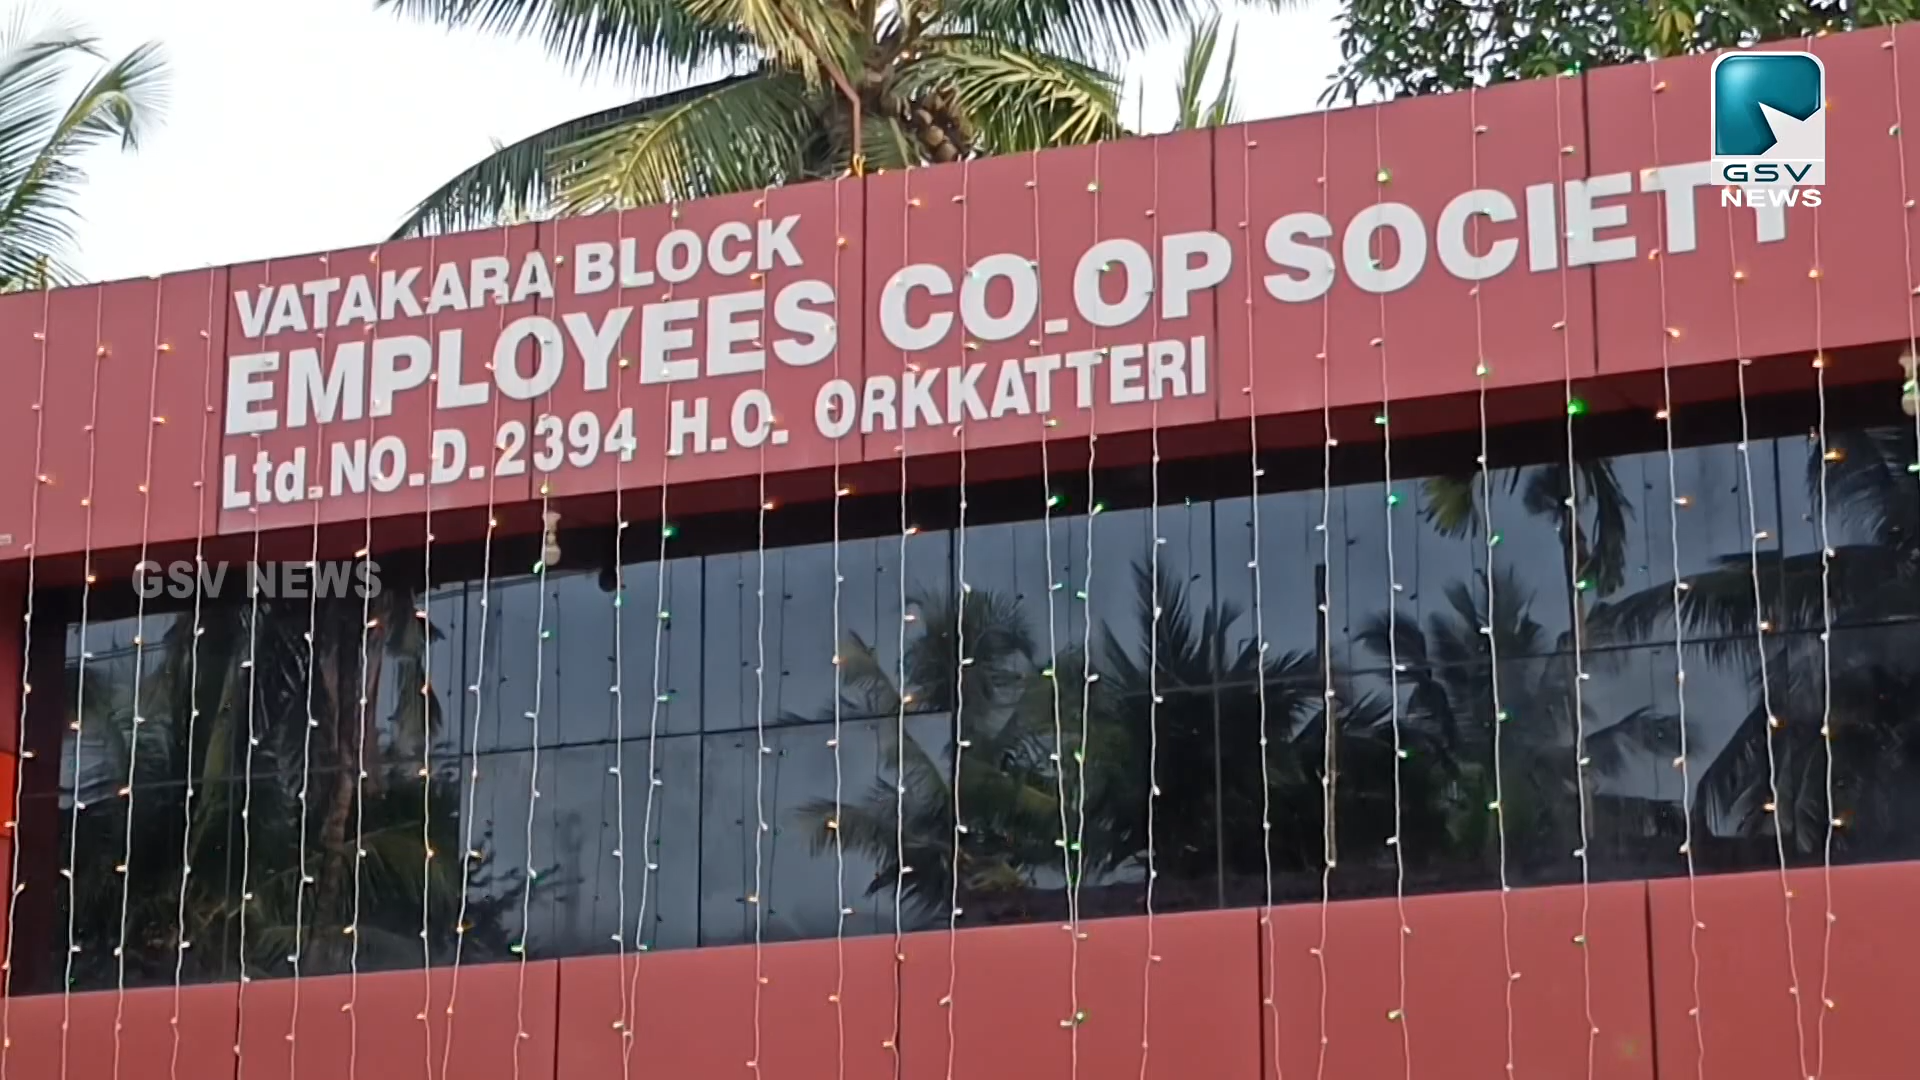 VATAKARA BLOCK
EMPLOYEES CO-OP SOCIETY
Ltd.NO.D.2394 H.O. ORKKATTERI
GSV
NEWS
GSV NEWS